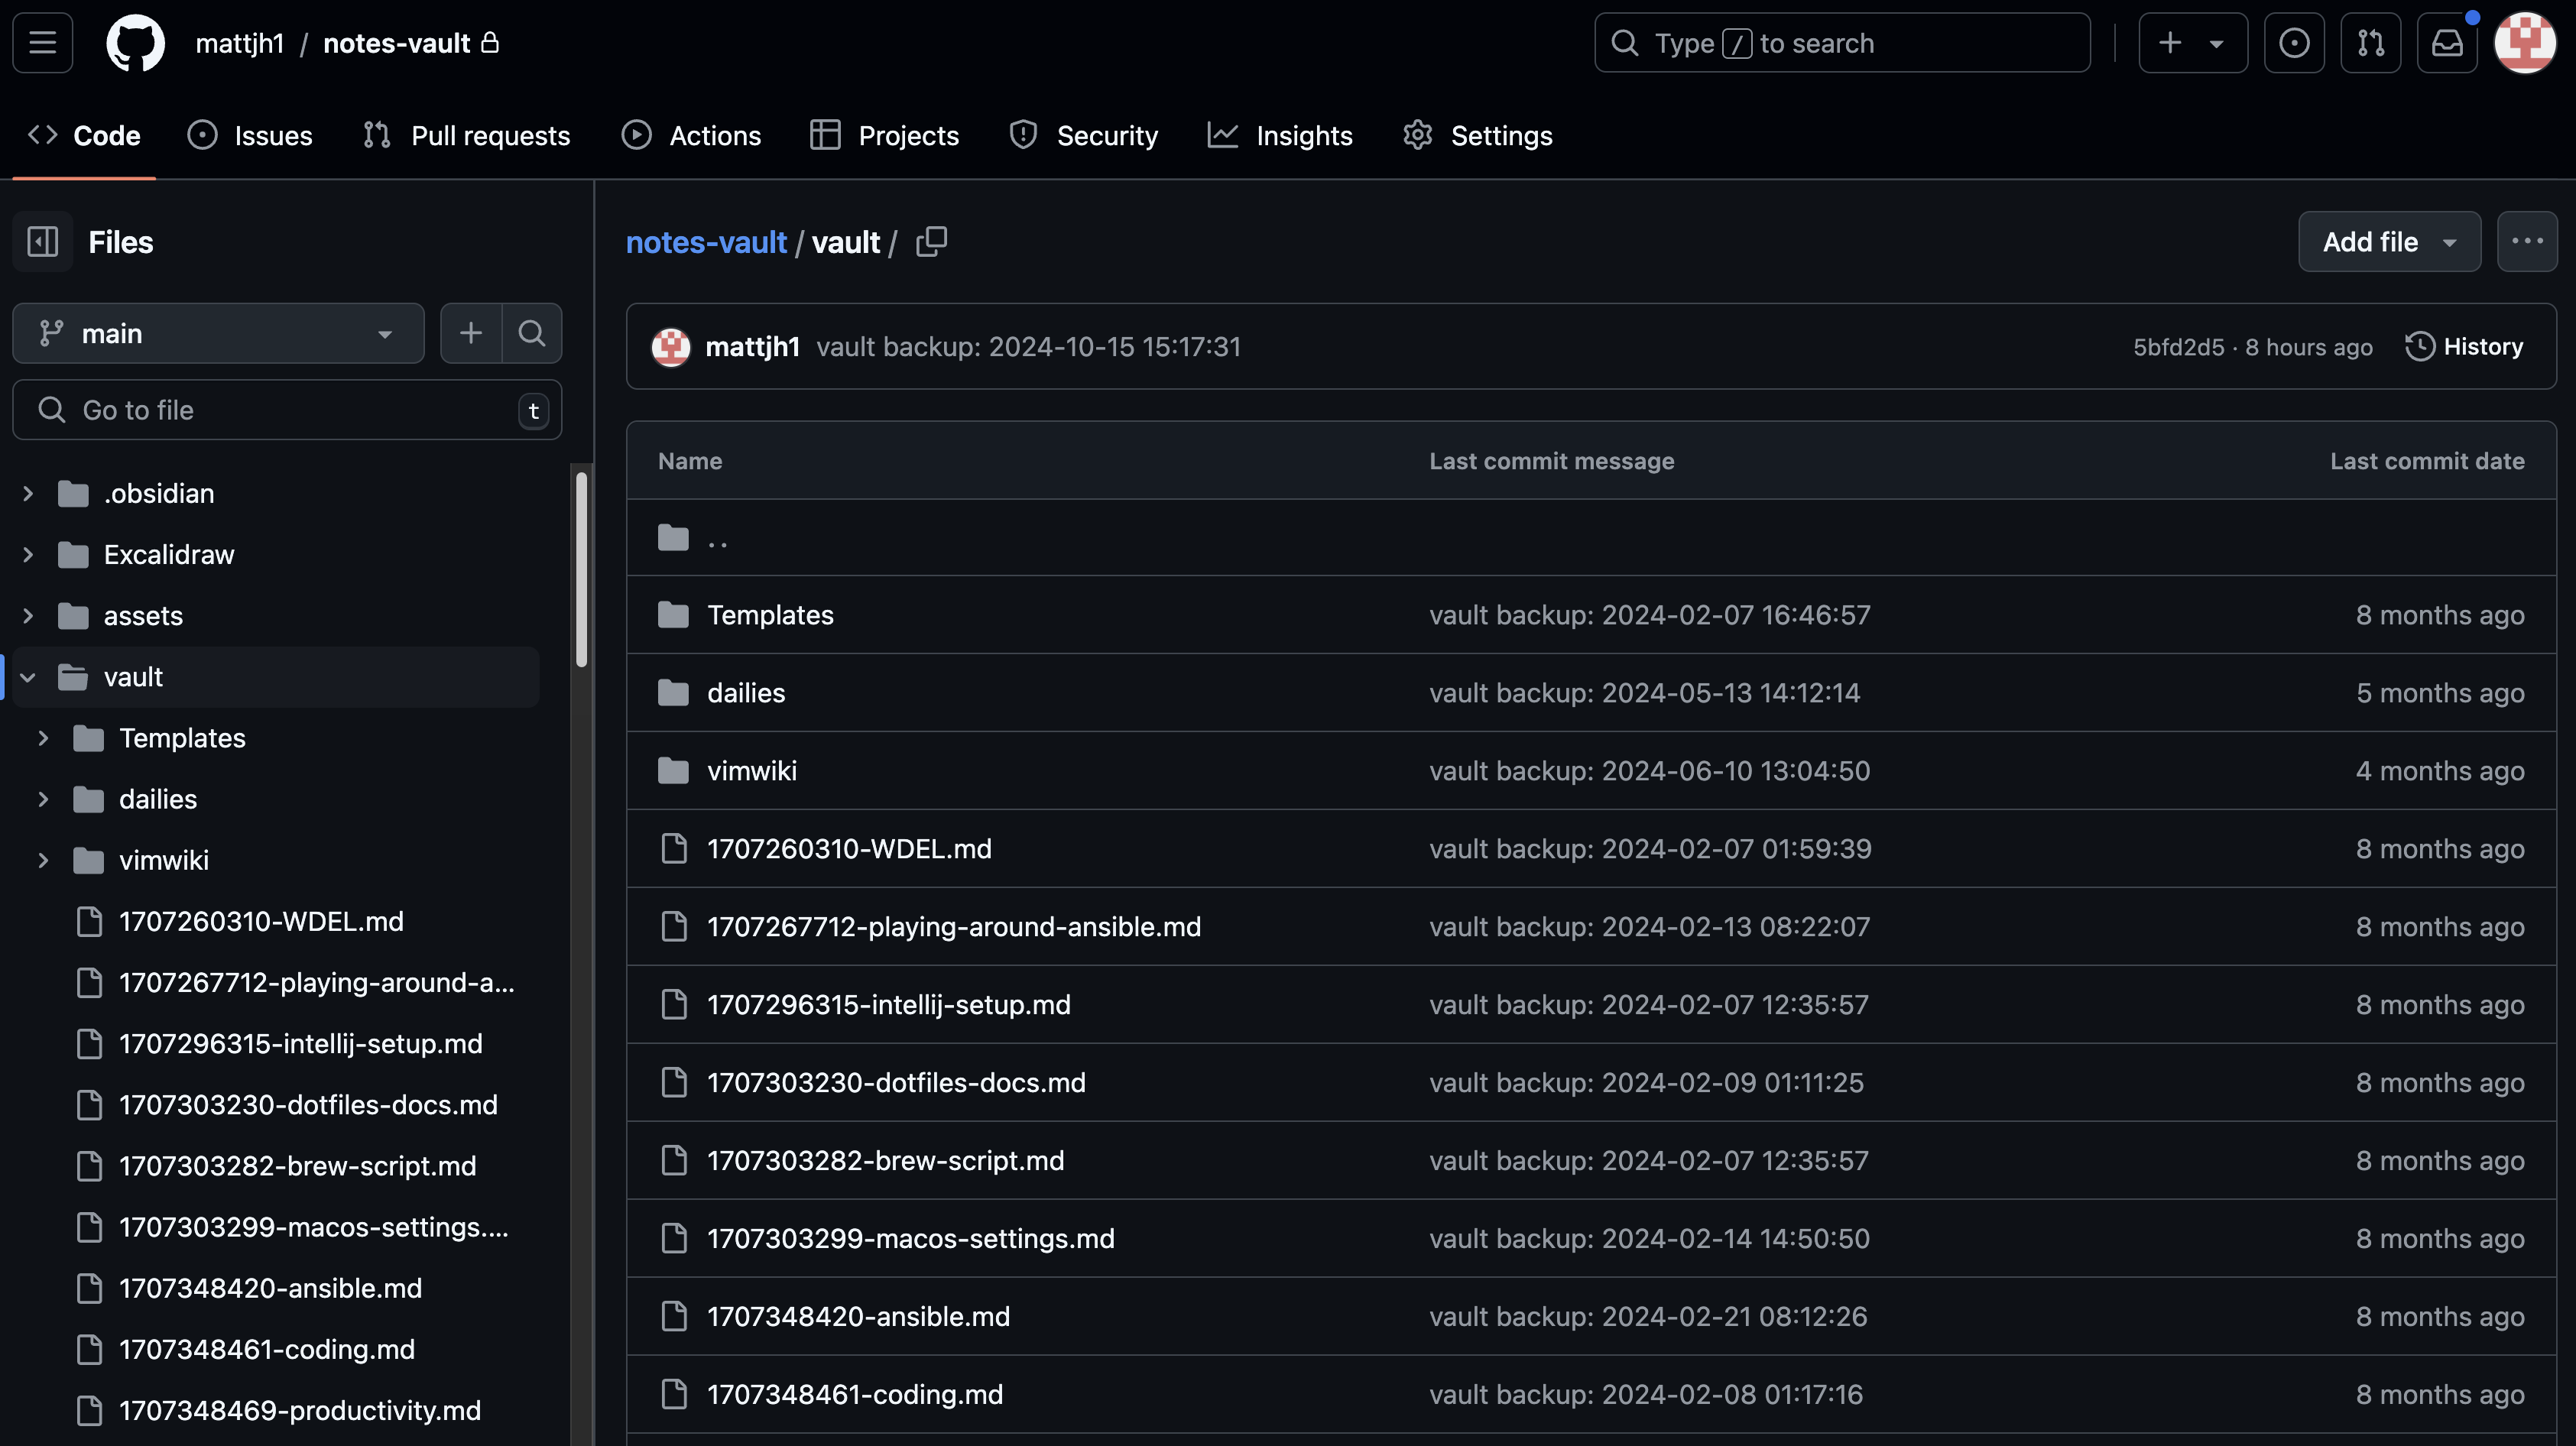 mattjh1 / notes-vault
Type / to search
Code Issues Pull requests Actions Projects Security Insights Settings
Files
main
Go to file t
.obsidian
Excalidraw
assets
vault
Templates
dailies
vimwiki
1707260310-WDEL.md
1707267712-playing-around-a...
1707296315-intellij-setup.md
1707303230-dotfiles-docs.md
1707303282-brew-script.md
1707303299-macos-settings....
1707348420-ansible.md
1707348461-coding.md
1707348469-productivity.md
notes-vault / vault /
Add file
mattjh1 vault backup: 2024-10-15 15:17:31 5bfd2d5 · 8 hours ago History
Name Last commit message Last commit date
..
Templates vault backup: 2024-02-07 16:46:57 8 months ago
dailies vault backup: 2024-05-13 14:12:14 5 months ago
vimwiki vault backup: 2024-06-10 13:04:50 4 months ago
1707260310-WDEL.md vault backup: 2024-02-07 01:59:39 8 months ago
1707267712-playing-around-ansible.md vault backup: 2024-02-13 08:22:07 8 months ago
1707296315-intellij-setup.md vault backup: 2024-02-07 12:35:57 8 months ago
1707303230-dotfiles-docs.md vault backup: 2024-02-09 01:11:25 8 months ago
1707303282-brew-script.md vault backup: 2024-02-07 12:35:57 8 months ago
1707303299-macos-settings.md vault backup: 2024-02-14 14:50:50 8 months ago
1707348420-ansible.md vault backup: 2024-02-21 08:12:26 8 months ago
1707348461-coding.md vault backup: 2024-02-08 01:17:16 8 months ago